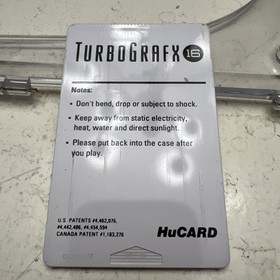 TURBOGRAFX 16
Notes:
• Don't bend, drop or subject to shock.
• Keep away from static electricity,
heat, water and direct sunlight.
• Please put back into the case after
you play.
U.S. PATENTS #4,462,076,
#4,442,486, #4,454,594
CANADA PATENT #1,183,276
HuCARD